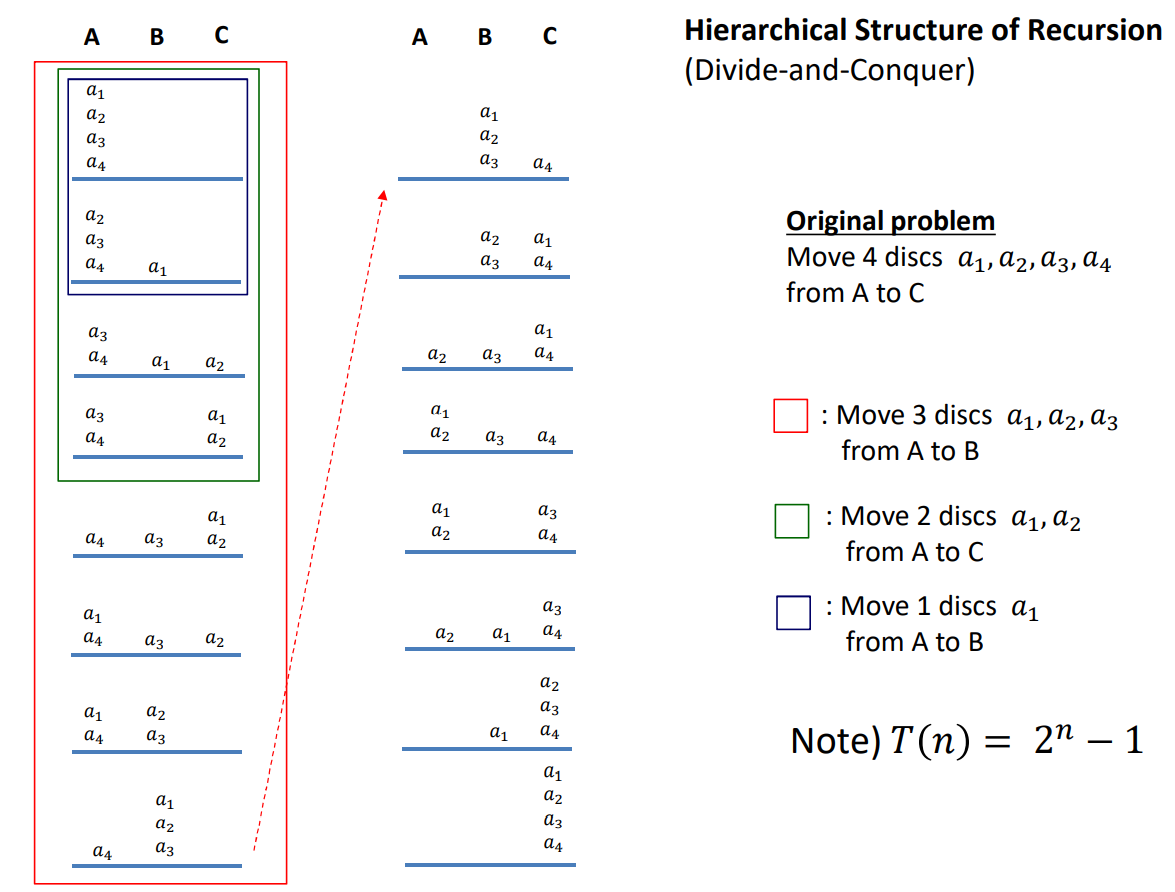 A B C
a₁
a₂
a₃
a₄
a₂
a₃
a₄ a₁
a₃
a₄ a₁ a₂
a₃ a₁
a₄ a₂
a₁
a₄ a₃ a₂
a₁
a₄ a₃ a₂
a₁ a₂
a₄ a₃
a₁
a₂
a₄ a₃
A B C
a₁
a₂
a₃ a₄
a₂ a₁
a₃ a₄
a₁
a₂ a₃ a₄
a₁
a₂ a₃ a₄
a₁ a₃
a₂ a₄
a₃
a₂ a₁ a₄
a₂
a₃
a₁ a₄
a₁
a₂
a₃
a₄
Hierarchical Structure of Recursion
(Divide-and-Conquer)
Original problem
Move 4 discs a₁, a₂, a₃, a₄
from A to C
: Move 3 discs a₁, a₂, a₃
from A to B
: Move 2 discs a₁, a₂
from A to C
: Move 1 discs a₁
from A to B
Note) T(n) = 2ⁿ − 1